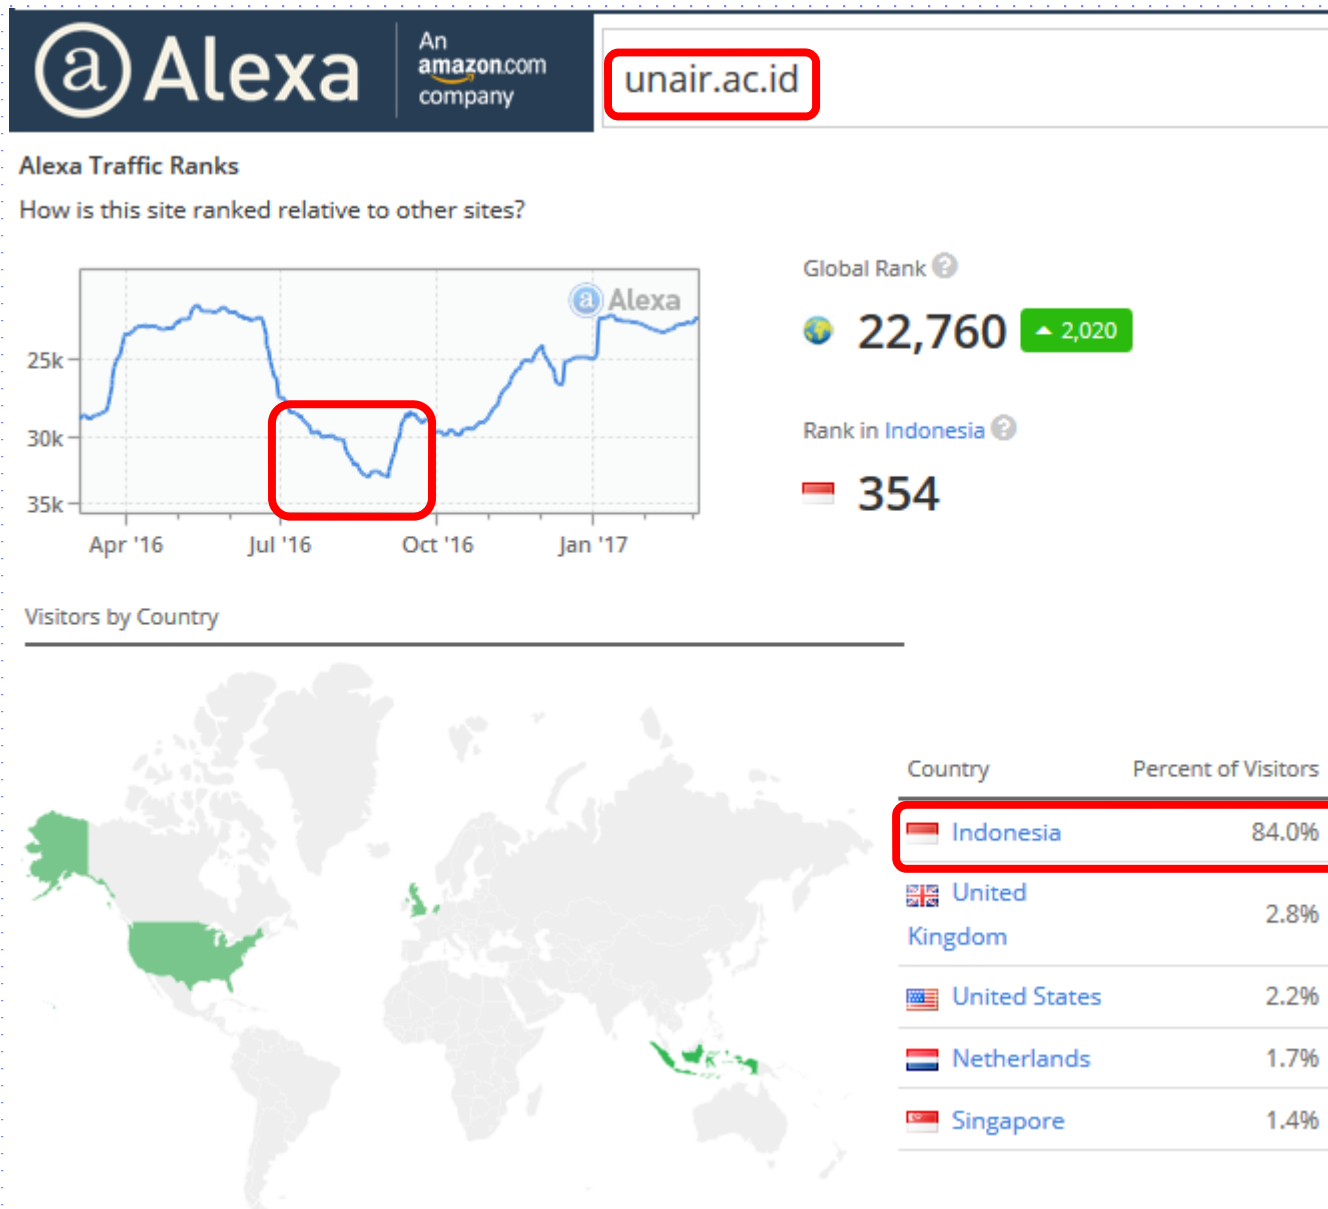 a Alexa
An
amazon.com
company
unair.ac.id
Alexa Traffic Ranks
How is this site ranked relative to other sites?
a Alexa
25k
30k
35k
Apr '16 Jul '16 Oct '16 Jan '17
Global Rank ?
22,760 2,020
Rank in Indonesia ?
354
Visitors by Country
Country Percent of Visitors
Indonesia 84.0%
United
Kingdom 2.8%
United States 2.2%
Netherlands 1.7%
Singapore 1.4%